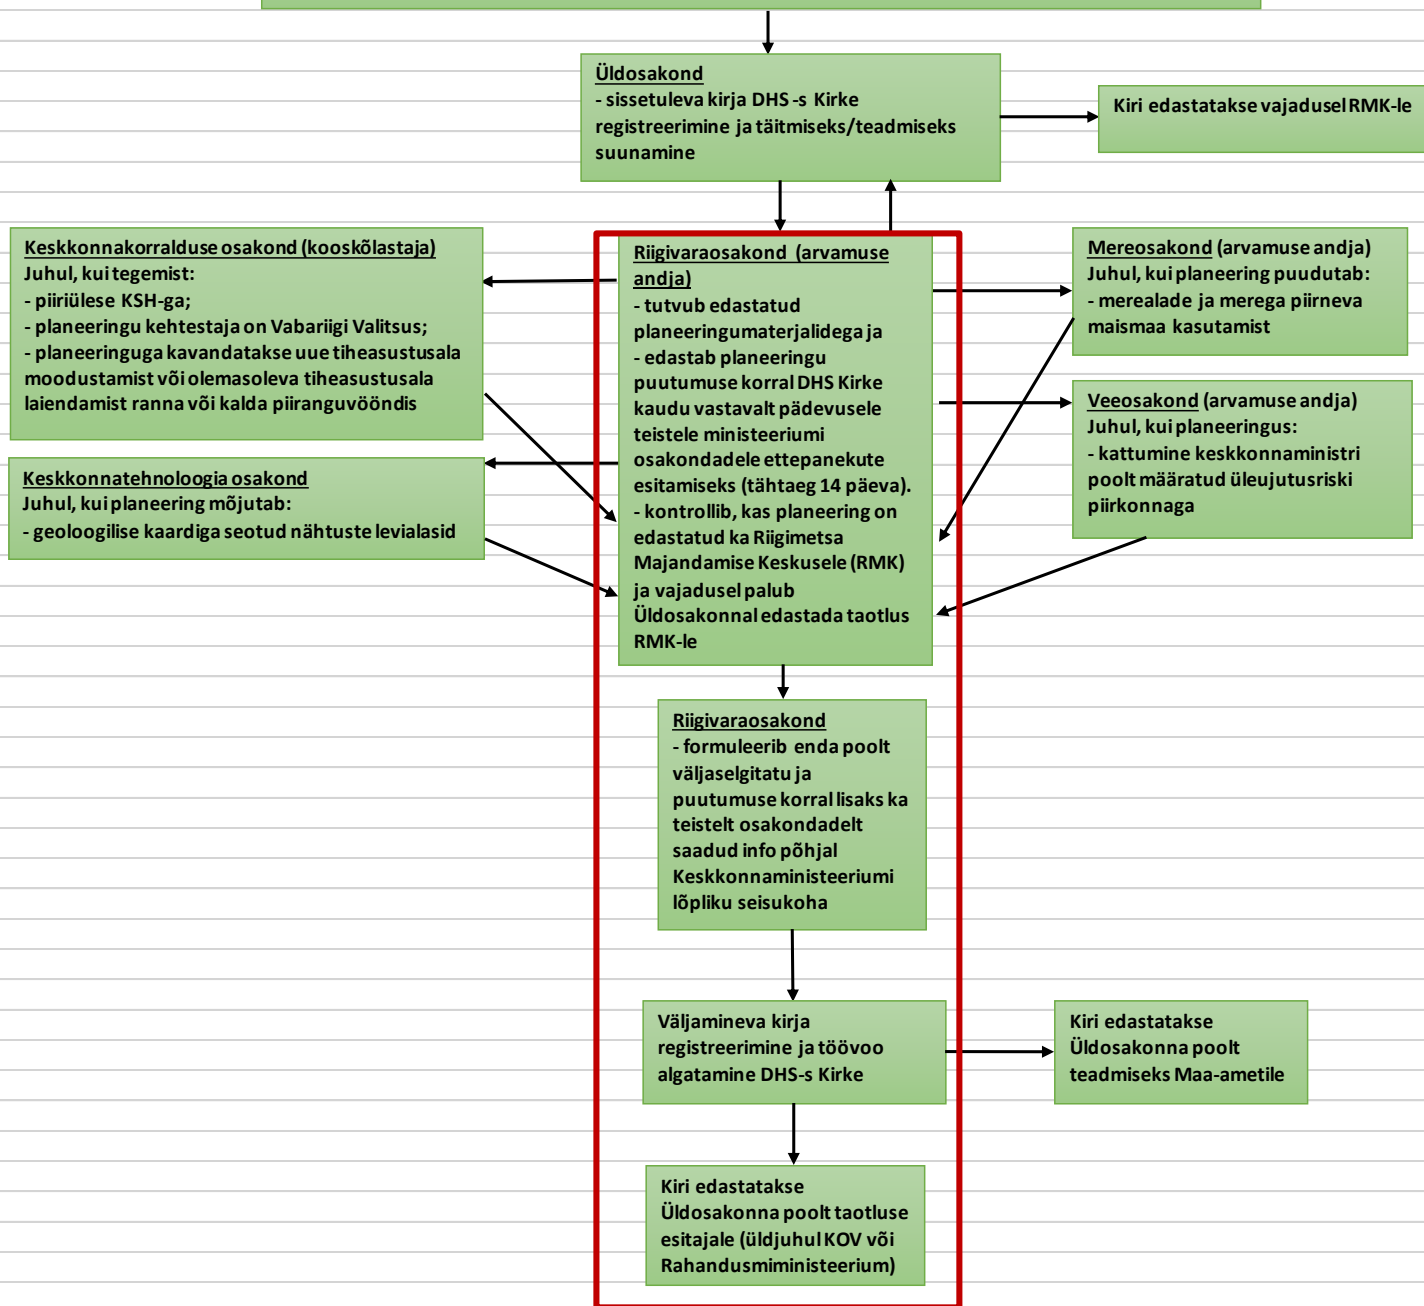 Üldosakond
- sissetuleva kirja DHS-s Kirke
registreerimine ja täitmiseks/teadmiseks
suunamine
Kiri edastatakse vajadusel RMK-le
Keskkonnakorralduse osakond (kooskõlastaja)
Juhul, kui tegemist:
- piiriülese KSH-ga;
- planeeringu kehtestaja on Vabariigi Valitsus;
- planeeringuga kavandatakse uue tiheasustusala
moodustamist või olemasoleva tiheasustusala
laiendamist ranna või kalda piiranguvööndis
Keskkonnatehnoloogia osakond
Juhul, kui planeering mõjutab:
- geoloogilise kaardiga seotud nähtuste levialasid
Riigivaraosakond (arvamuse
andja)
- tutvub edastatud
planeeringumaterjalidega ja
- edastab planeeringu
puutumuse korral DHS Kirke
kaudu vastavalt pädevusele
teistele ministeeriumi
osakondadele ettepanekute
esitamiseks (tähtaeg 14 päeva).
- kontrollib, kas planeering on
edastatud ka Riigimetsa
Majandamise Keskusele (RMK)
ja vajadusel palub
Üldosakonnal edastada taotlus
RMK-le
Mereosakond (arvamuse andja)
Juhul, kui planeering puudutab:
- merealade ja merega piirneva
maismaa kasutamist
Veeosakond (arvamuse andja)
Juhul, kui planeeringus:
- kattumine keskkonnaministri
poolt määratud üleujutusriski
piirkonnaga
Riigivaraosakond
- formuleerib enda poolt
väljaselgitatu ja
puutumuse korral lisaks ka
teistelt osakondadelt
saadud info põhjal
Keskkonnaministeeriumi
lõpliku seisukoha
Väljamineva kirja
registreerimine ja töövoo
algatamine DHS-s Kirke
Kiri edastatakse
Üldosakonna poolt
teadmiseks Maa-ametile
Kiri edastatakse
Üldosakonna poolt taotluse
esitajale (üldjuhul KOV või
Rahandusmiministeerium)